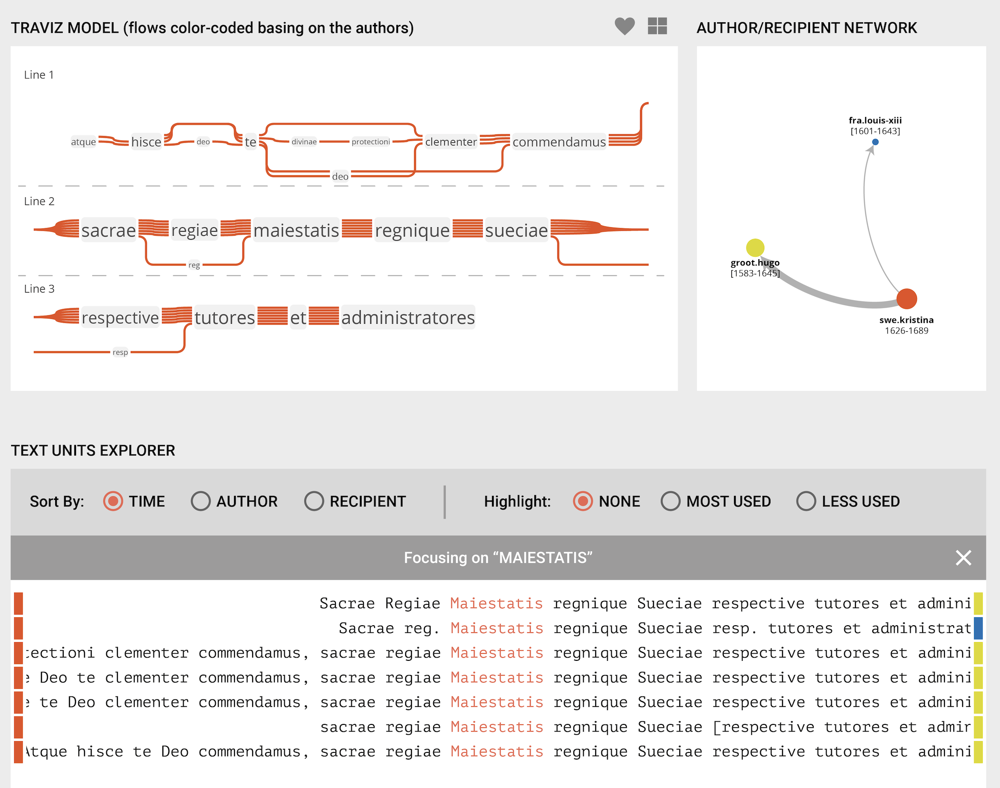 TRAVIZ MODEL (flows color-coded basing on the authors)
Line 1
atque hisce deo te divinae protectioni clementer commendamus
deo
Line 2
sacrae regiae maiestatis regnique sueciae
reg
Line 3
respective tutores et administratores
resp
AUTHOR/RECIPIENT NETWORK
fra.louis-xiii
[1601-1643]
groot.hugo
[1583-1645]
swe.kristina
1626-1689
TEXT UNITS EXPLORER
Sort By: TIME AUTHOR RECIPIENT Highlight: NONE MOST USED LESS USED
Focusing on “MAIESTATIS”
Sacrae Regiae Maiestatis regnique Sueciae respective tutores et admini
Sacrae reg. Maiestatis regnique Sueciae resp. tutores et administrat
tectioni clementer commendamus, sacrae regiae Maiestatis regnique Sueciae respective tutores et admini
e Deo te clementer commendamus, sacrae regiae Maiestatis regnique Sueciae respective tutores et admini
e te Deo clementer commendamus, sacrae regiae Maiestatis regnique Sueciae respective tutores et admini
sacrae regiae Maiestatis regnique Sueciae [respective tutores et admin
Atque hisce te Deo commendamus, sacrae regiae Maiestatis regnique Sueciae respective tutores et admini